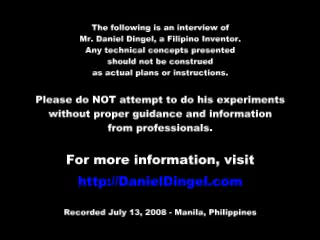 The following is an interview of
Mr. Daniel Dingel, a Filipino Inventor.
Any technical concepts presented
should not be construed
as actual plans or instructions.
Please do NOT attempt to do his experiments
without proper guidance and information
from professionals.
For more information, visit
http://DanielDingel.com
Recorded July 13, 2008 - Manila, Philippines